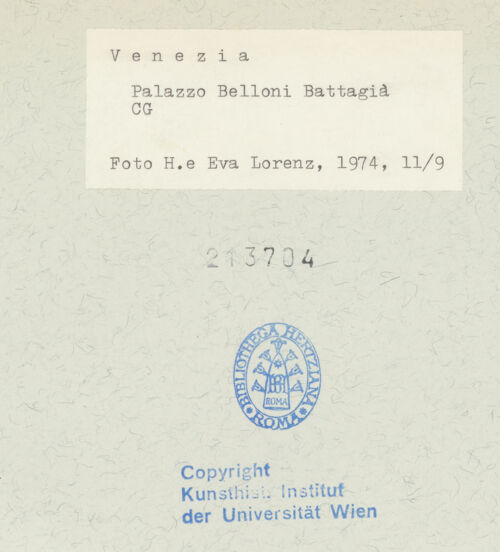 Venezia
Palazzo Belloni Battagià
CG
Foto H.e Eva Lorenz, 1974, 11/9
213704
BIBLIOTHECA HERTZIANA
ROMA
• ROMA •
Copyright
Kunsthist. Institut
der Universität Wien